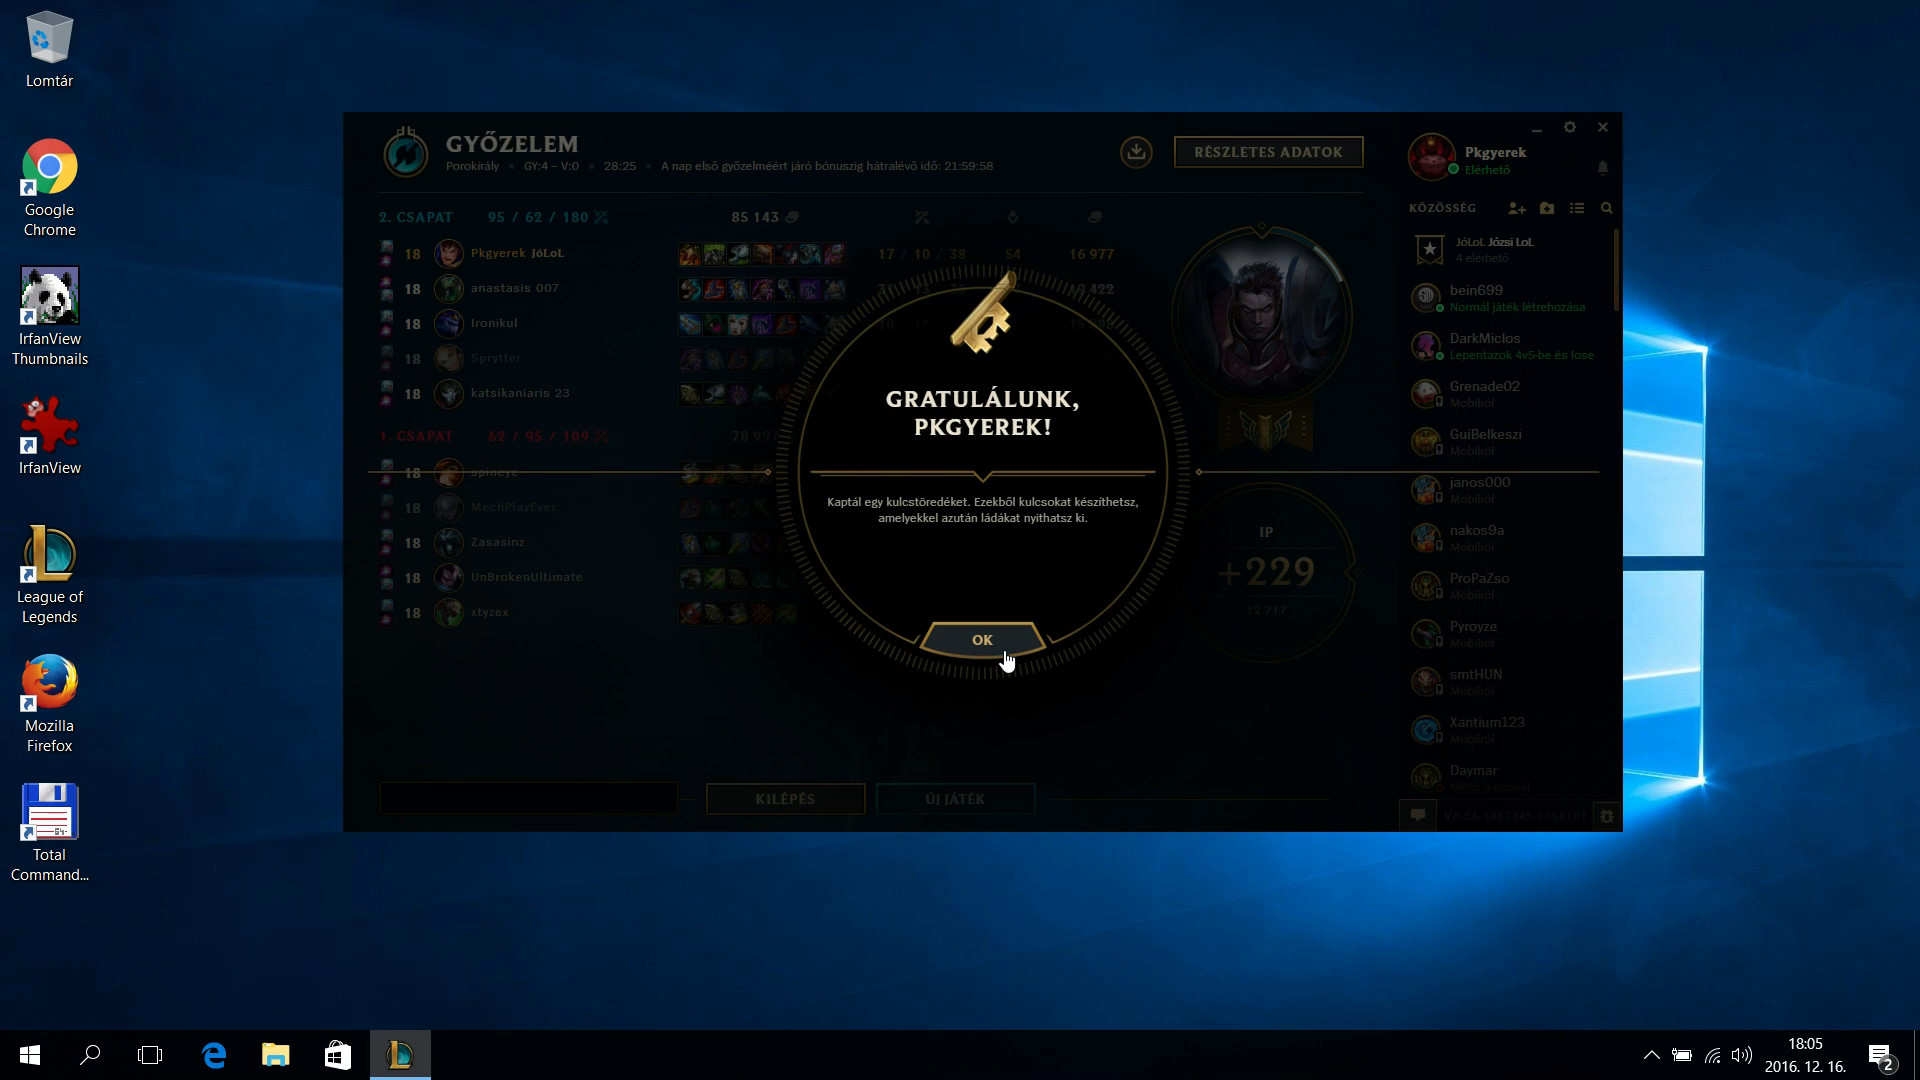 Lomtár
Google
Chrome
IrfanView
Thumbnails
IrfanView
League of
Legends
Mozilla
Firefox
Total
Command...
GYŐZELEM
Porokirály GY:4 – V:0 28:25 A nap első győzelméért járó bónuszig hátralévő idő: 21:59:58
RÉSZLETES ADATOK
Pkgyerek
Elérhető
2. CSAPAT 95 / 62 / 180 85 143
18 Pkgyerek JóLoL 17 / 10 / 38 54 16 977
18 anastasis 007
18 Ironikul
18 Sprytter
18 katsikaniaris 23
1. CSAPAT 62 / 95 / 109 78 997
18 spineye
18 MechPlayEver
18 Zasasinz
18 UnBrokenUltimate
18 xtyzex
GRATULÁLUNK,
PKGYEREK!
Kaptál egy kulcstöredéket. Ezekből kulcsokat készíthetsz,
amelyekkel azután ládákat nyithatsz ki.
OK
IP
+229
12 717
KILÉPÉS
ÚJ JÁTÉK
KÖZÖSSÉG
JóLoL Józsi LoL
4 elérhető
bein699
Normál játék létrehozása
DarkMiclos
Lepentazok 4v5-be és lose
Grenade02
Mobilról
GuiBelkeszi
Mobilról
janos000
Mobilról
nakos9a
Mobilról
ProPaZso
Mobilról
Pyroyze
Mobilról
smtHUN
Mobilról
Xantium123
Mobilról
Daymar
18:05
2016. 12. 16.
2